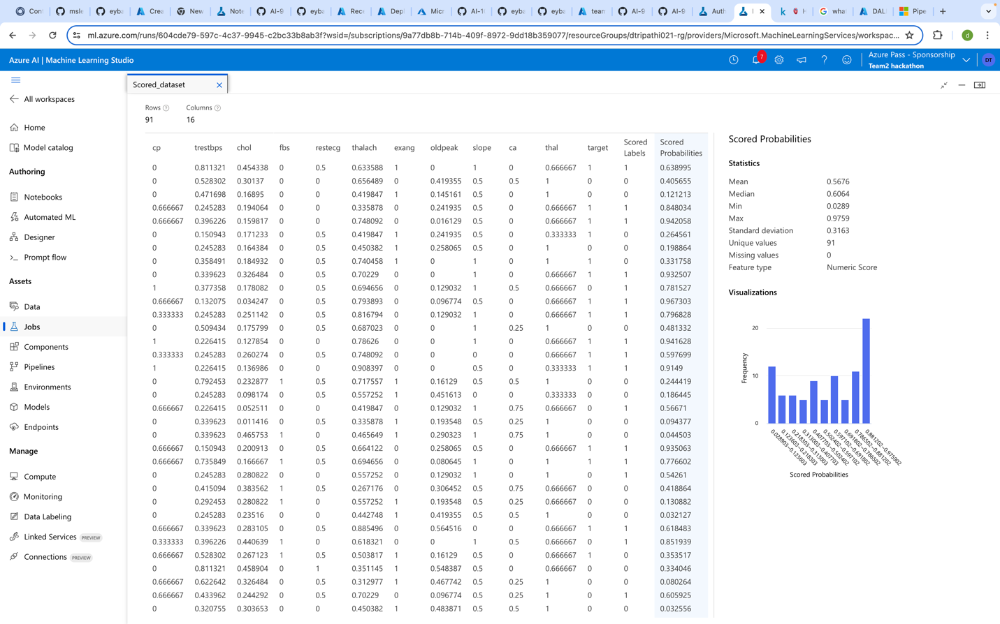 Cont
msle
eyba
Crea
New
Note
AI-9
eyba
Reco
Depl
Micr
AI-10
eyba
eyba
team
AI-9
AI-9
Auth
H
what
DAL
Pipe
ml.azure.com/runs/604cde79-597c-4c37-9945-c2bc33b8ab3f?wsid=/subscriptions/9a77db8b-714b-409f-8972-9dd18b359077/resourceGroups/dtripathi021-rg/providers/Microsoft.MachineLearningServices/workspac...
d
Azure AI | Machine Learning Studio
7
Azure Pass - Sponsorship
Team2 hackathon
DT
All workspaces
Home
Model catalog
Authoring
Notebooks
Automated ML
Designer
Prompt flow
Assets
Data
Jobs
Components
Pipelines
Environments
Models
Endpoints
Manage
Compute
Monitoring
Data Labeling
Linked Services PREVIEW
Connections PREVIEW
Scored_dataset
Rows Columns
91 16
cp trestbps chol fbs restecg thalach exang oldpeak slope ca thal target Scored Labels Scored Probabilities
0 0.811321 0.454338 0 0.5 0.633588 1 0 1 0 0.666667 1 1 0.638995
0 0.528302 0.30137 0 0 0.656489 0 0.419355 0.5 0.5 1 0 0 0.405655
0 0.471698 0.16895 0 0 0.419847 1 0.145161 0.5 0 1 0 0 0.121213
0.666667 0.245283 0.194064 0 0 0.335878 0 0.241935 0.5 0 0.666667 1 1 0.848034
0.666667 0.396226 0.159817 0 0 0.748092 0 0.016129 0.5 0 0.666667 1 1 0.942058
0 0.150943 0.171233 0 0.5 0.419847 1 0.241935 0.5 0 0.333333 1 0 0.264561
0 0.245283 0.164384 0 0.5 0.450382 1 0.258065 0.5 0 1 0 0 0.198864
0 0.358491 0.184932 0 0.5 0.740458 1 0 1 0 1 1 0 0.331758
0 0.339623 0.326484 0 0.5 0.70229 0 0 1 0 0.666667 1 1 0.932507
1 0.377358 0.178082 0 0.5 0.694656 0 0.129032 1 0.5 0.666667 0 1 0.781527
0.666667 0.132075 0.034247 0 0.5 0.793893 0 0.096774 0.5 0 0.666667 1 1 0.967303
0.333333 0.245283 0.251142 0 0.5 0.816794 0 0.129032 1 0 0.666667 1 1 0.796828
0 0.509434 0.175799 0 0.5 0.687023 0 0 1 0.25 1 0 0 0.481332
1 0.226415 0.127854 0 0 0.78626 0 0 1 0 0.666667 1 1 0.941628
0.333333 0.245283 0.260274 0 0.5 0.748092 0 0 0 0 0.666667 1 1 0.597699
1 0.226415 0.136986 0 0 0.908397 0 0 0.5 0 0.333333 1 1 0.9149
0 0.792453 0.232877 1 0.5 0.717557 1 0.16129 0.5 0.5 1 0 0 0.244419
0 0.245283 0.098174 0 0.5 0.557252 1 0.451613 0 0 0.333333 0 0 0.186445
0.666667 0.226415 0.052511 0 0 0.419847 0 0.129032 1 0.75 0.666667 0 1 0.56671
0 0.339623 0.011416 0 0.5 0.335878 1 0.193548 0.5 0.25 1 0 0 0.094377
0 0.339623 0.465753 1 0 0.465649 1 0.290323 1 0.75 1 0 0 0.044503
0.666667 0.150943 0.200913 0 0 0.664122 0 0.258065 0.5 0 0.666667 1 1 0.935063
0.666667 0.735849 0.166667 1 0.5 0.694656 0 0.080645 1 0 1 1 1 0.776602
0 0.245283 0.280822 0 0 0.557252 0 0.129032 1 0 1 0 1 0.54261
0 0.415094 0.383562 1 0.5 0.267176 0 0.306452 0.5 0.75 0.666667 0 0 0.418864
0 0.292453 0.280822 1 0 0.557252 1 0.193548 0.5 0.25 0.666667 0 0 0.130882
0 0.245283 0.23516 0 0 0.442748 1 0.419355 0.5 0.5 1 0 0 0.032127
0.666667 0.339623 0.283105 0 0.5 0.885496 0 0.564516 0 0 0.666667 1 1 0.618483
0.333333 0.396226 0.440639 1 0 0.618321 0 0 1 0.5 0.666667 0 1 0.851939
0.666667 0.528302 0.267123 1 0.5 0.503817 1 0.16129 0.5 0 0.666667 1 0 0.353517
0 0.811321 0.458904 0 1 0.351145 1 0.548387 0.5 0 0.666667 0 0 0.334046
0.666667 0.622642 0.326484 0 0.5 0.312977 1 0.467742 0.5 0.25 1 0 0 0.080264
0.666667 0.433962 0.244292 0 0.5 0.70229 0 0.096774 0.5 0.25 1 0 1 0.605925
0 0.320755 0.303653 0 0 0.450382 1 0.483871 0.5 0.5 1 0 0 0.032556
Scored Probabilities
Statistics
Mean 0.5676
Median 0.6064
Min 0.0289
Max 0.9759
Standard deviation 0.3163
Unique values 91
Missing values 0
Feature type Numeric Score
Visualizations
20
10
0
Frequency
0.028903~0.123603
0.123603~0.218303
0.218303~0.313003
0.313003~0.407703
0.407703~0.502402
0.502402~0.597102
0.597102~0.691802
0.691802~0.786502
0.786502~0.881202
0.881202~0.975902
Scored Probabilities